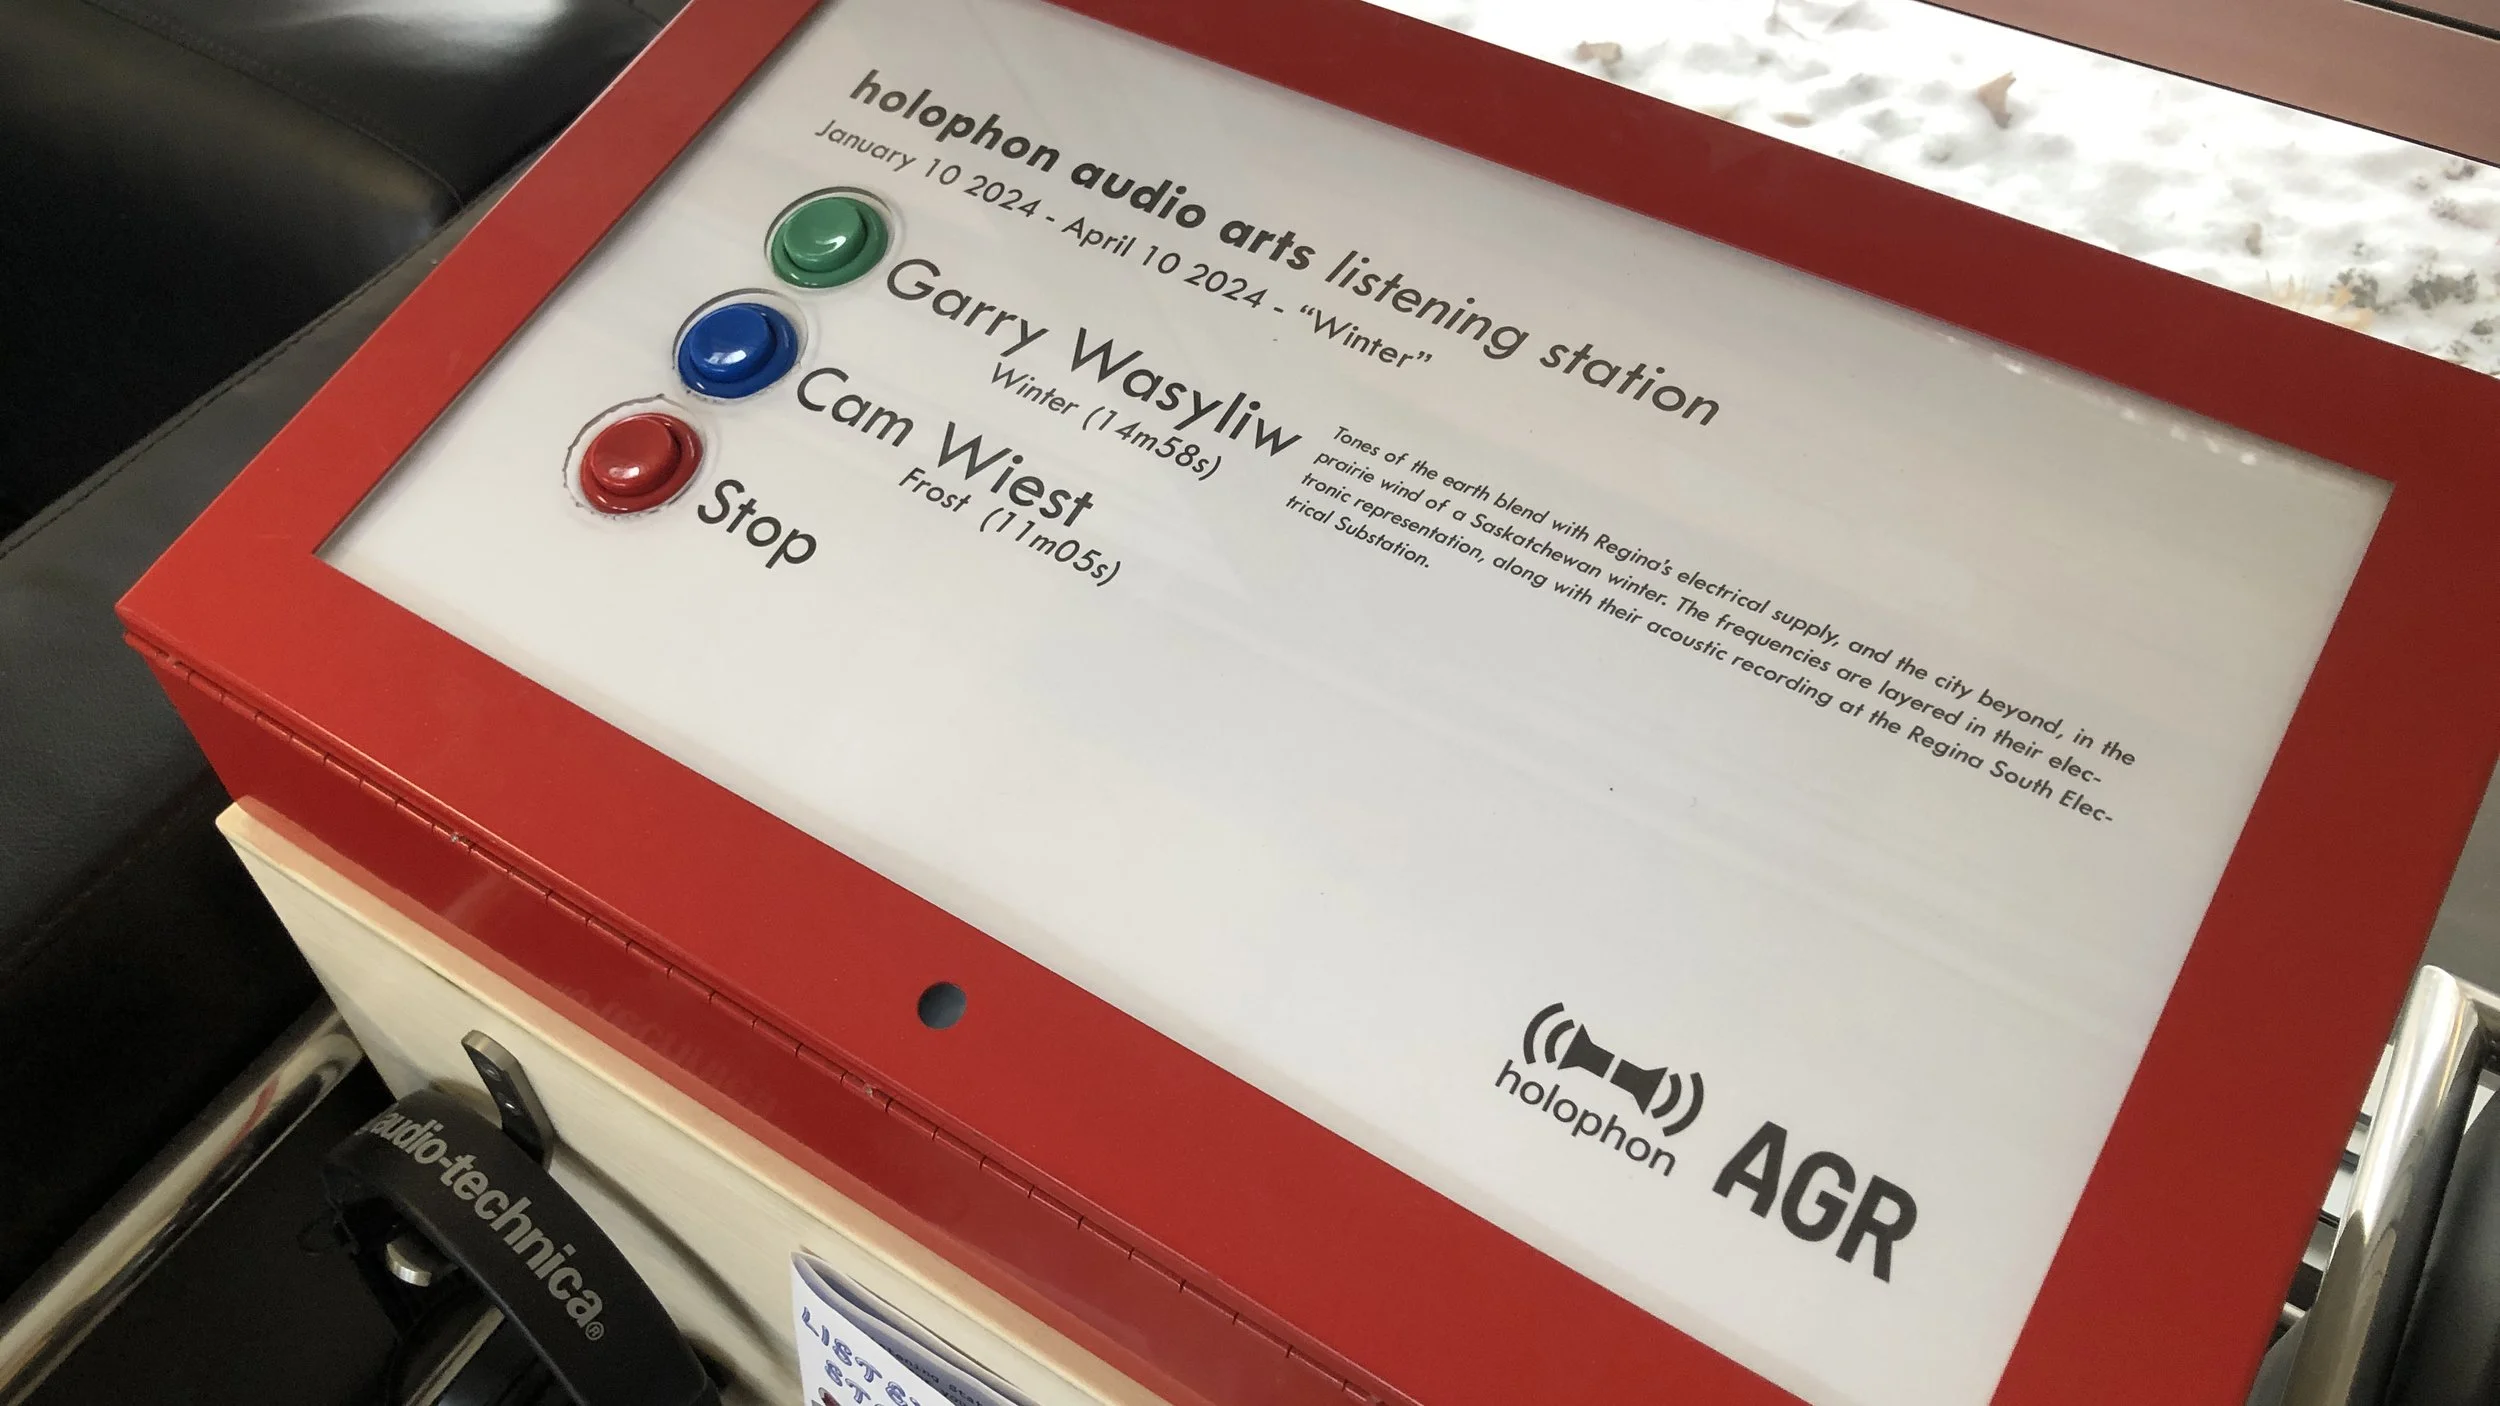 holophon audio arts listening station
January 10 2024 - April 10 2024 - “Winter”
Garry Wasyliw
Winter (14m58s)
Cam Wiest
Frost (11m05s)
Stop
Tones of the earth blend with Regina's electrical supply, and the city beyond, in the
prairie wind of a Saskatchewan winter. The frequencies are layered in their elec-
tronic representation, along with their acoustic recording at the Regina South Elec-
trical Substation.
holophon
AGR
audio-technica®